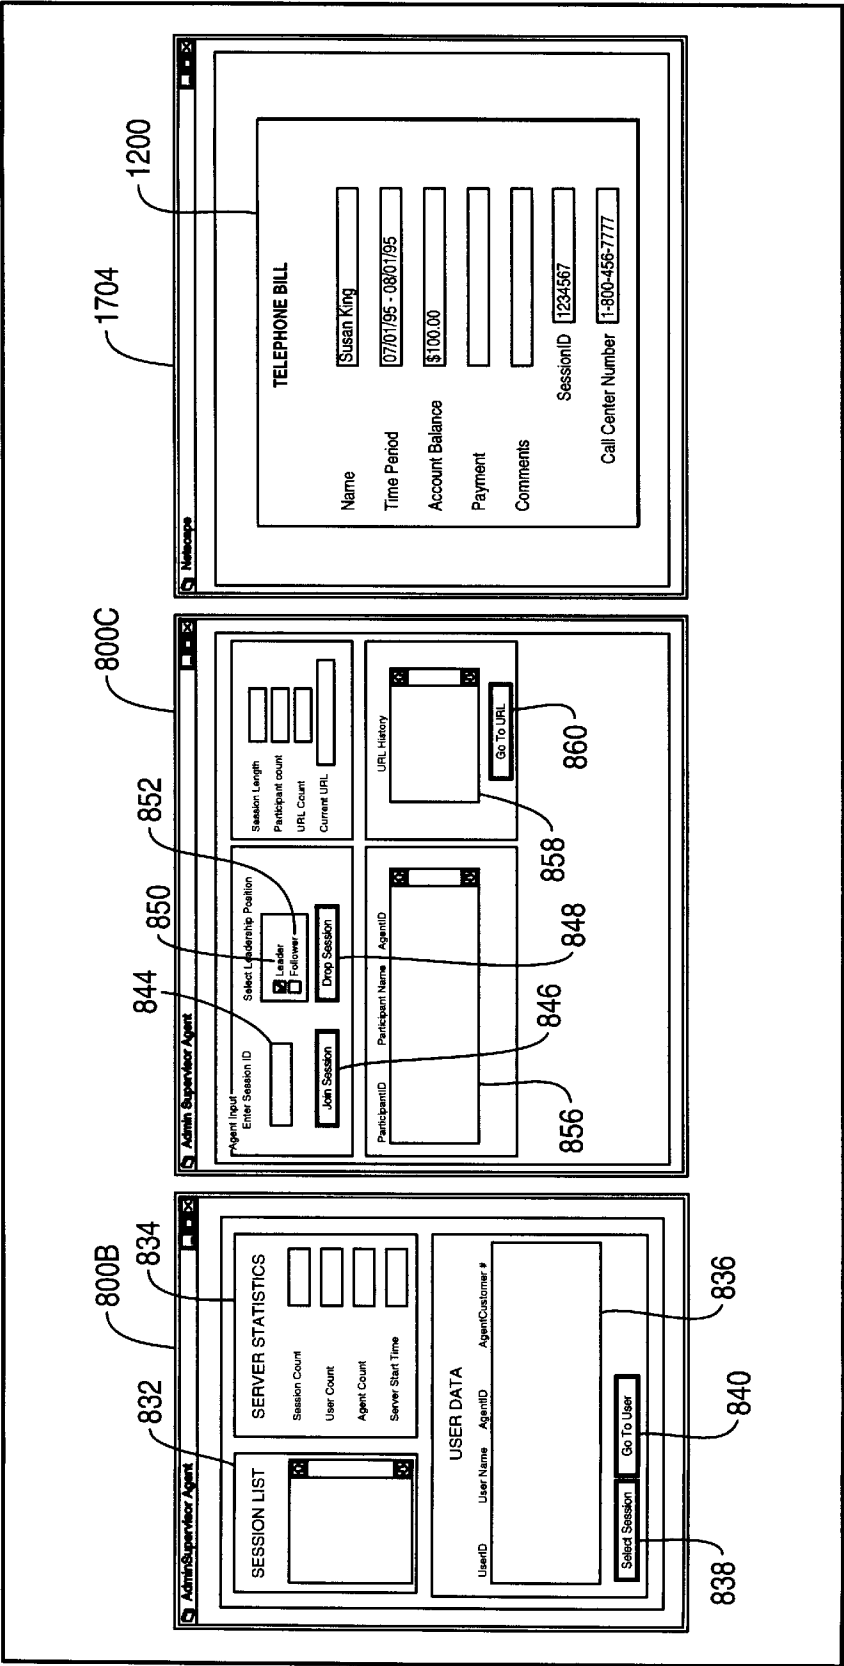 800B
834
832
AdminSupervisor Agent
SESSION LIST
SERVER STATISTICS
Session Count
User Count
Agent Count
Server Start Time
USER DATA
UserID User Name AgentID AgentCustomer #
Select Session Go To User
838
840
836
800C
852
850
844
Admin Supervisor Agent
Agent Input
Enter Session ID
Select Leadership Position
Leader
Follower
Join Session Drop Session
Session Length
Participant count
URL Count
Current URL
ParticipantID Participant Name AgentID
URL History
Go To URL
856
846
848
858
860
1704
1200
Netscape
TELEPHONE BILL
Name Susan King
Time Period 07/01/95 - 08/01/95
Account Balance $100.00
Payment
Comments
SessionID 1234567
Call Center Number 1-800-456-7777